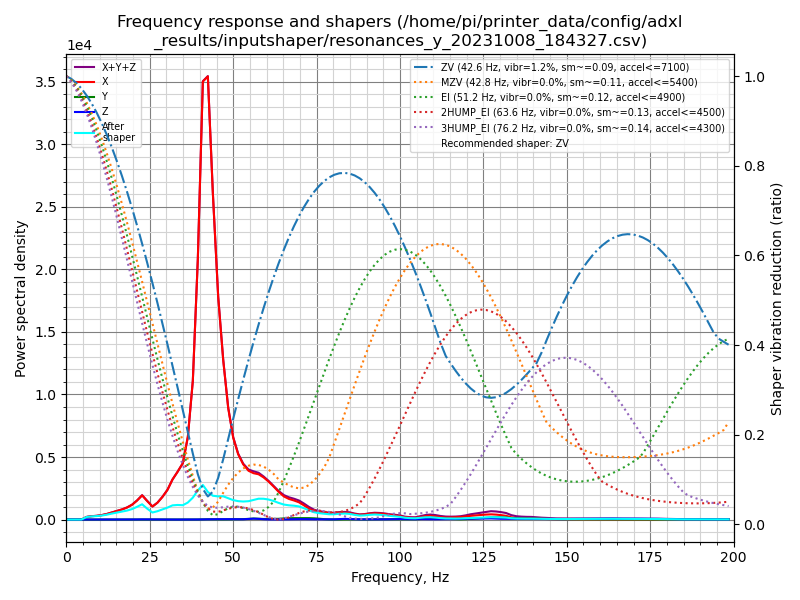 Frequency response and shapers (/home/pi/printer_data/config/adxl
_results/inputshaper/resonances_y_20231008_184327.csv)
1e4
X+Y+Z
X
Y
Z
After
shaper
ZV (42.6 Hz, vibr=1.2%, sm~=0.09, accel<=7100)
MZV (42.8 Hz, vibr=0.0%, sm~=0.11, accel<=5400)
EI (51.2 Hz, vibr=0.0%, sm~=0.12, accel<=4900)
2HUMP_EI (63.6 Hz, vibr=0.0%, sm~=0.13, accel<=4500)
3HUMP_EI (76.2 Hz, vibr=0.0%, sm~=0.14, accel<=4300)
Recommended shaper: ZV
3.5
3.0
2.5
2.0
1.5
1.0
0.5
0.0
Power spectral density
1.0
0.8
0.6
0.4
0.2
0.0
Shaper vibration reduction (ratio)
0 25 50 75 100 125 150 175 200
Frequency, Hz